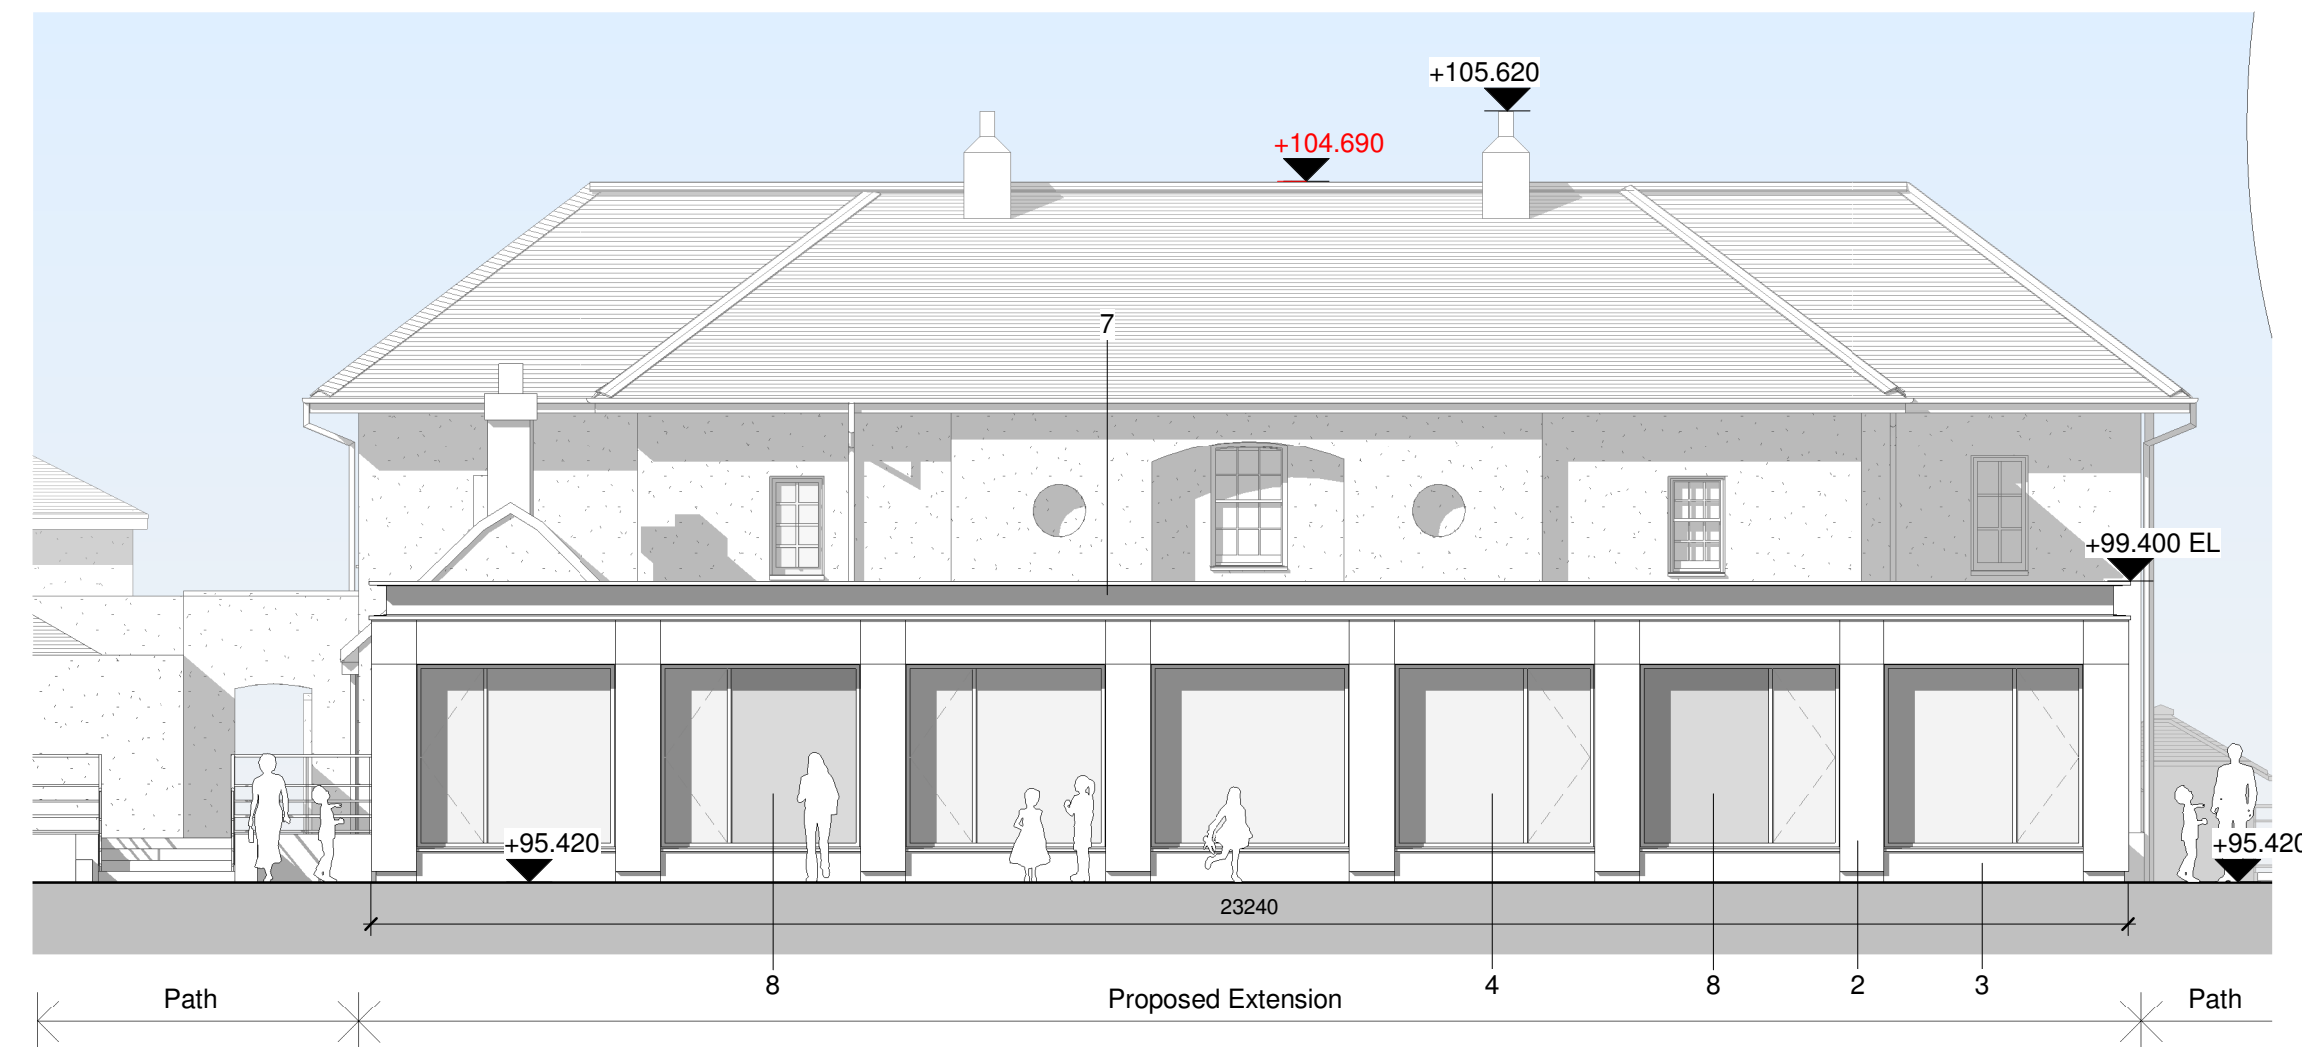 +105.620
+104.690
7
+99.400 EL
+95.420
+95.420
23240
8
4
8
2
3
Path
Proposed Extension
Path